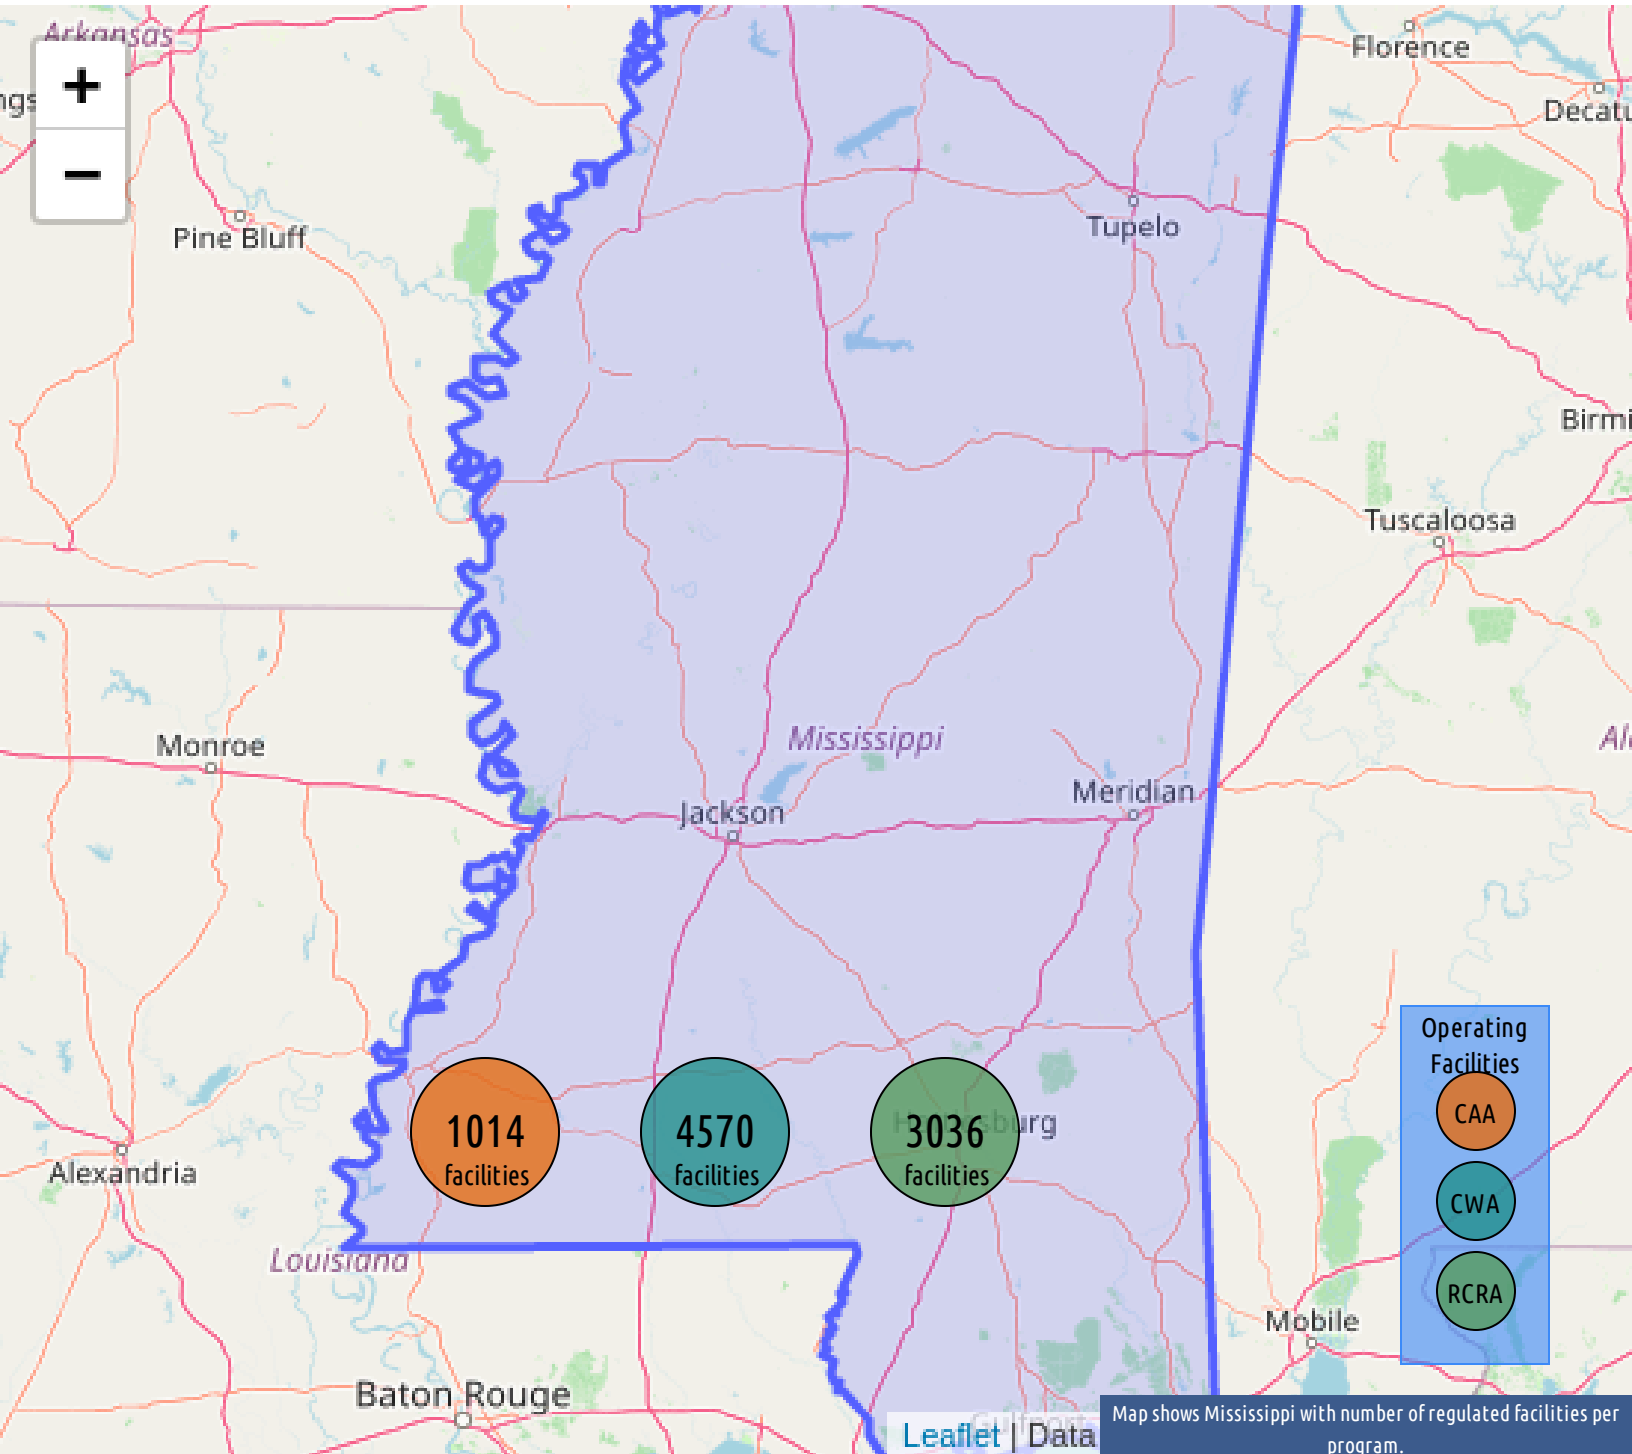 Arkansas
Florence
+
Decatu
ngs
−
Pine Bluff
Tupelo
Birmi
Tuscaloosa
Mississippi
Monroe
Meridian
Jackson
Operating
Facilities
1014
facilities
4570
facilities
3036
facilities
CAA
Alexandria
CWA
Louisiana
RCRA
Mobile
Baton Rouge
Leaflet | Data
Map shows Mississippi with number of regulated facilities per
program.